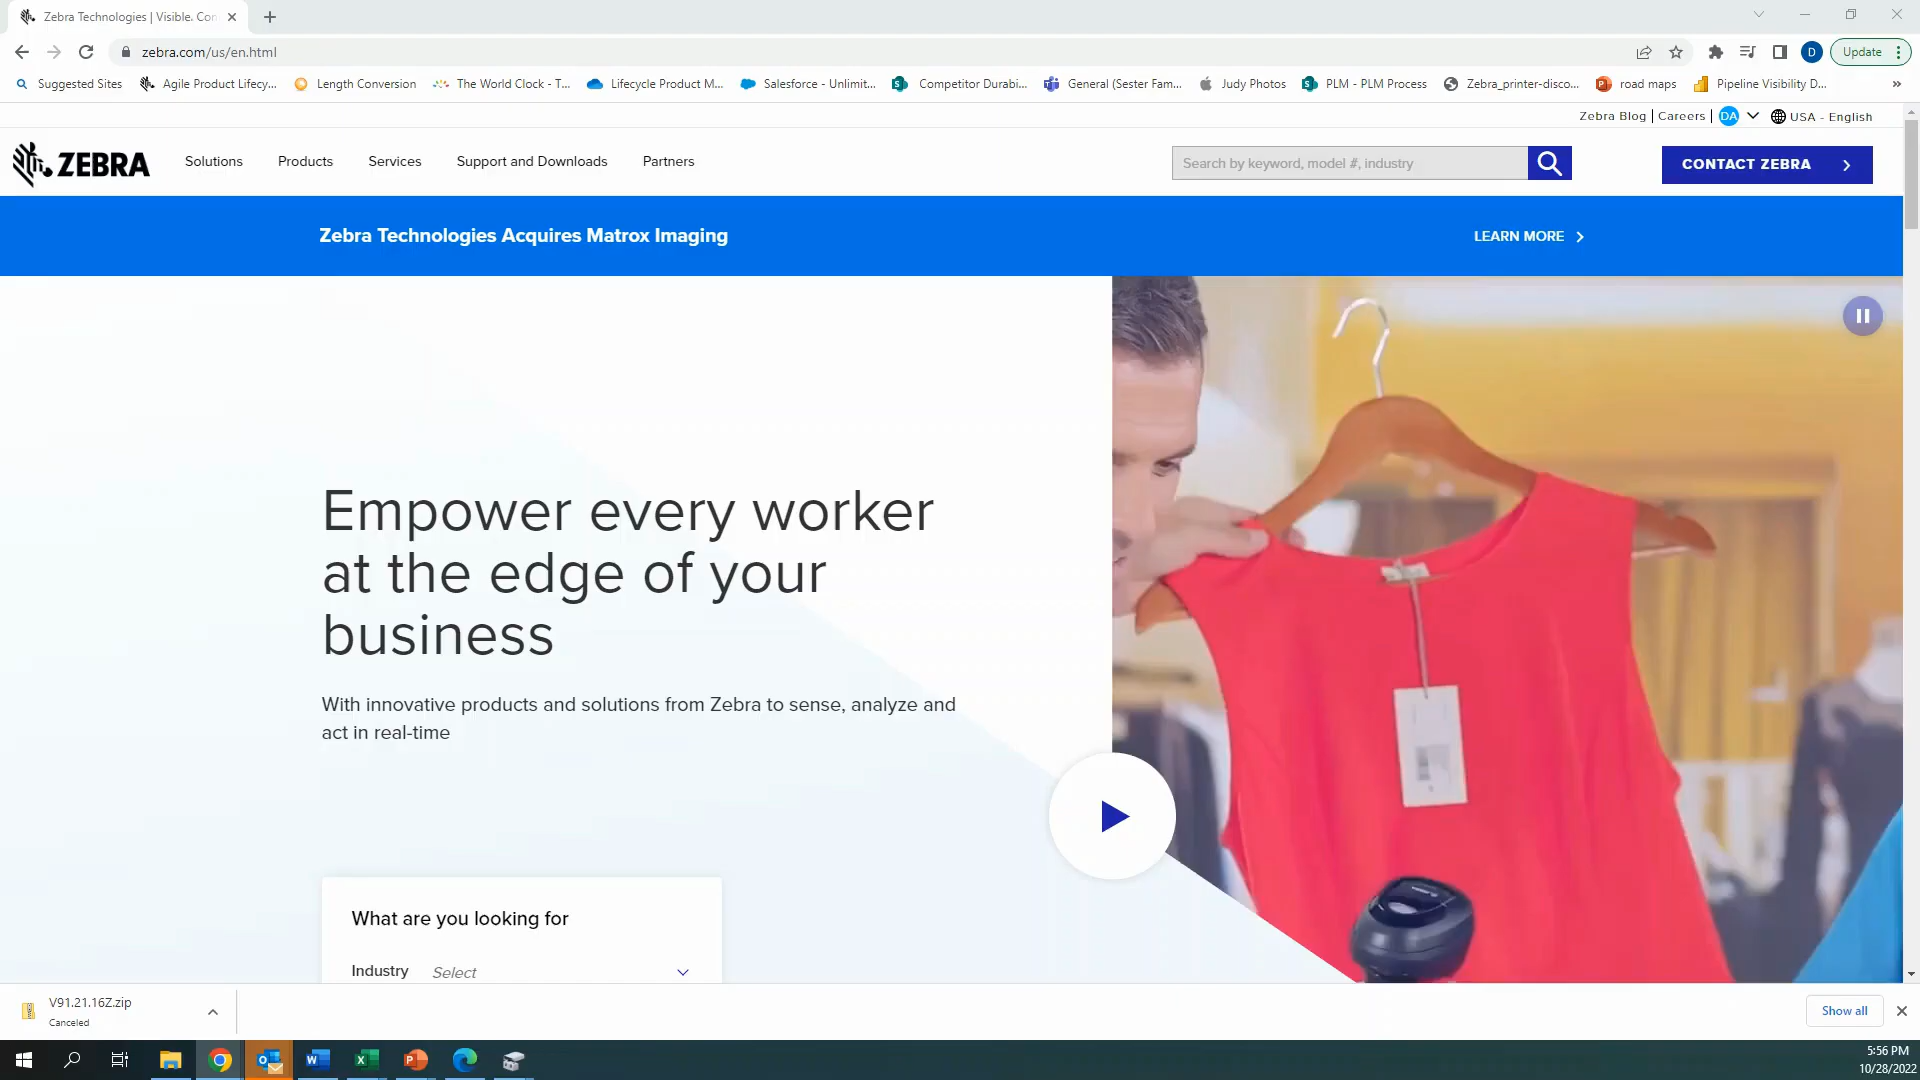 Zebra Technologies | Visible. Con
zebra.com/us/en.html
D
Update
Suggested Sites
Agile Product Lifecy...
Length Conversion
The World Clock - T...
Lifecycle Product M...
Salesforce - Unlimit...
Competitor Durabi...
General (Sester Fam...
Judy Photos
PLM - PLM Process
Zebra_printer-disco...
road maps
Pipeline Visibility D...
»
Zebra Blog | Careers |
DA
USA - English
ZEBRA
Solutions
Products
Services
Support and Downloads
Partners
Search by keyword, model #, industry
CONTACT ZEBRA
Zebra Technologies Acquires Matrox Imaging
LEARN MORE
Empower every worker
at the edge of your
business
With innovative products and solutions from Zebra to sense, analyze and
act in real-time
What are you looking for
Industry
Select
V91.21.16Z.zip
Canceled
Show all
5:56 PM
10/28/2022